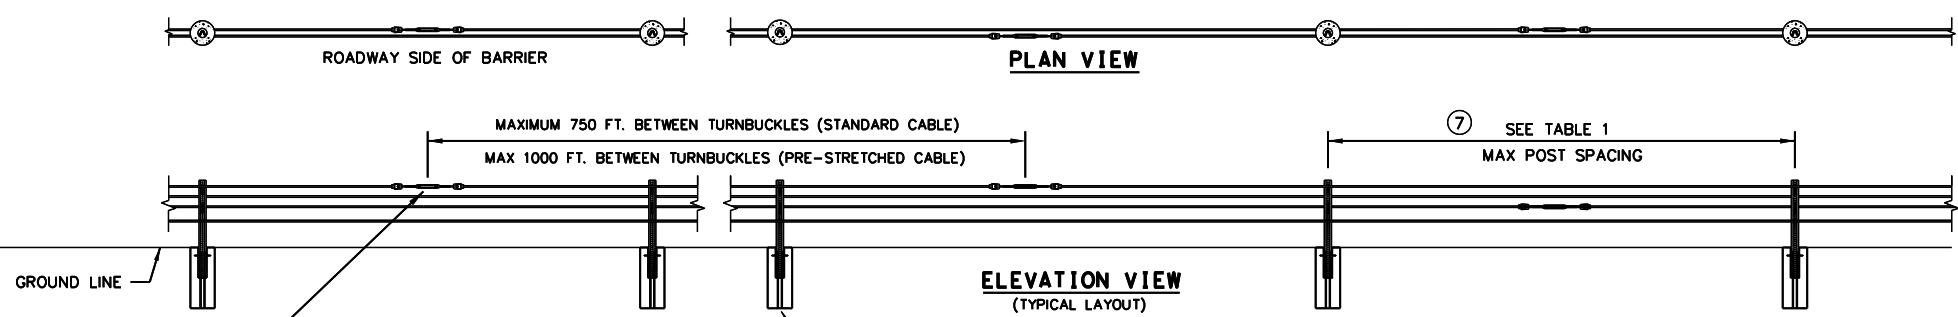 ROADWAY SIDE OF BARRIER
PLAN VIEW
MAXIMUM 750 FT. BETWEEN TURNBUCKLES (STANDARD CABLE)
MAX 1000 FT. BETWEEN TURNBUCKLES (PRE-STRETCHED CABLE)
7 SEE TABLE 1
MAX POST SPACING
GROUND LINE
ELEVATION VIEW
(TYPICAL LAYOUT)